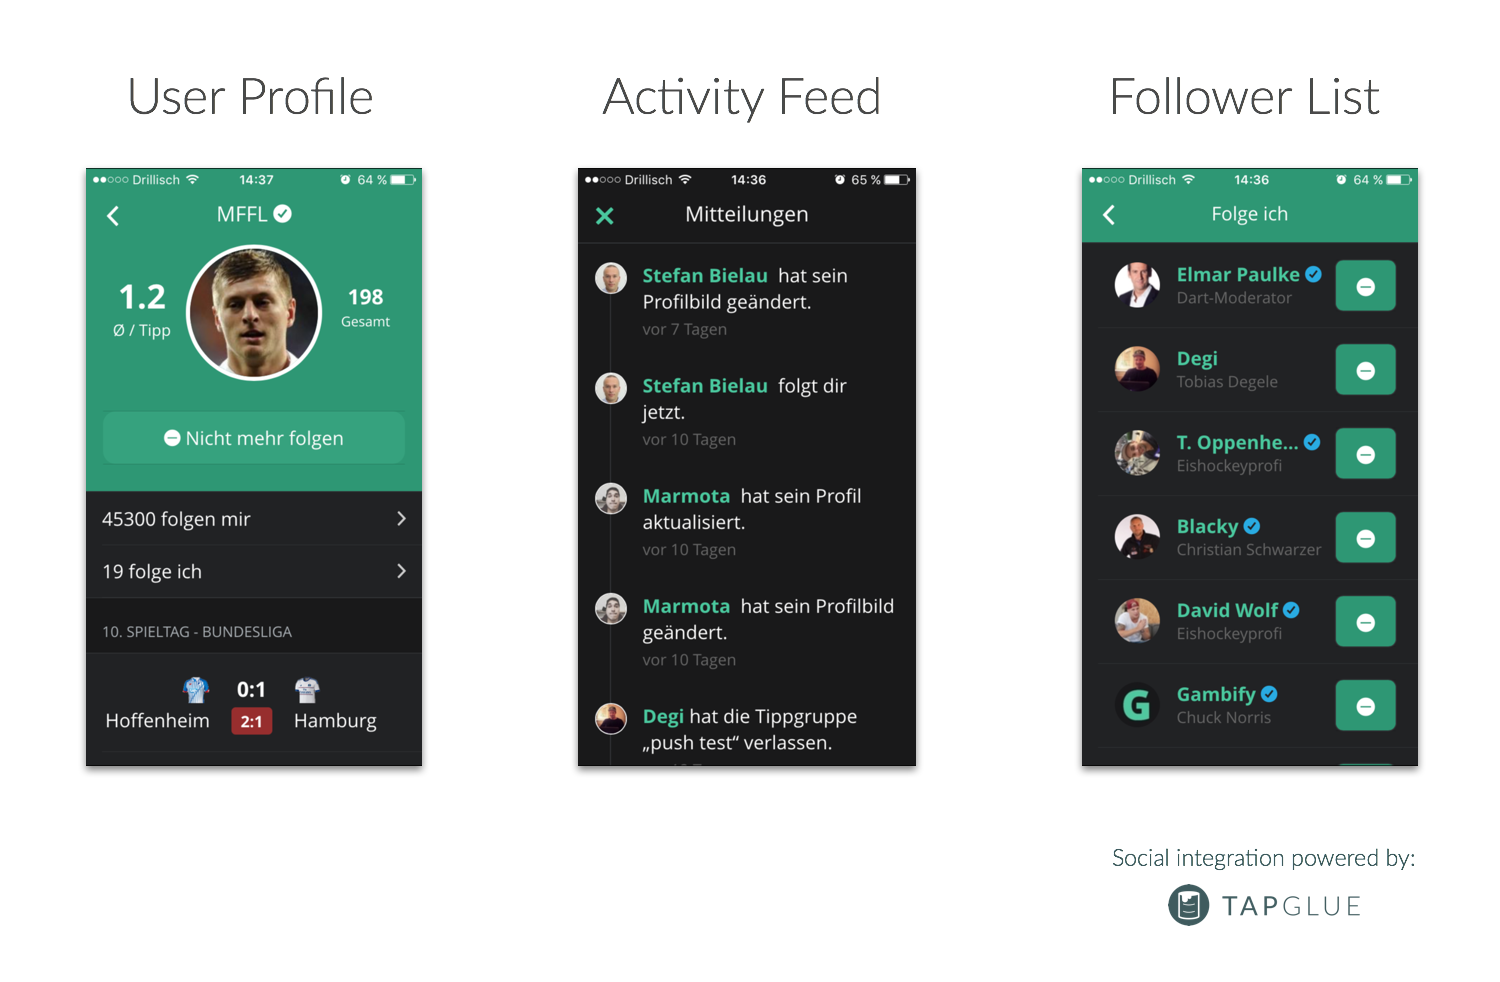 User Profile
Activity Feed
Follower List
Drillisch 14:37 64 %
MFFL
1.2
Ø / Tipp
198
Gesamt
Nicht mehr folgen
45300 folgen mir
19 folge ich
10. SPIELTAG - BUNDESLIGA
0:1
Hoffenheim 2:1 Hamburg
Drillisch 14:36 65 %
Mitteilungen
Stefan Bielau hat sein
Profilbild geändert.
vor 7 Tagen
Stefan Bielau folgt dir
jetzt.
vor 10 Tagen
Marmota hat sein Profil
aktualisiert.
vor 10 Tagen
Marmota hat sein Profilbild
geändert.
vor 10 Tagen
Degi hat die Tippgruppe
„push test“ verlassen.
Drillisch 14:36 64 %
Folge ich
Elmar Paulke
Dart-Moderator
Degi
Tobias Degele
T. Oppenhe...
Eishockeyprofi
Blacky
Christian Schwarzer
David Wolf
Eishockeyprofi
G
Gambify
Chuck Norris
Social integration powered by:
TAPGLUE